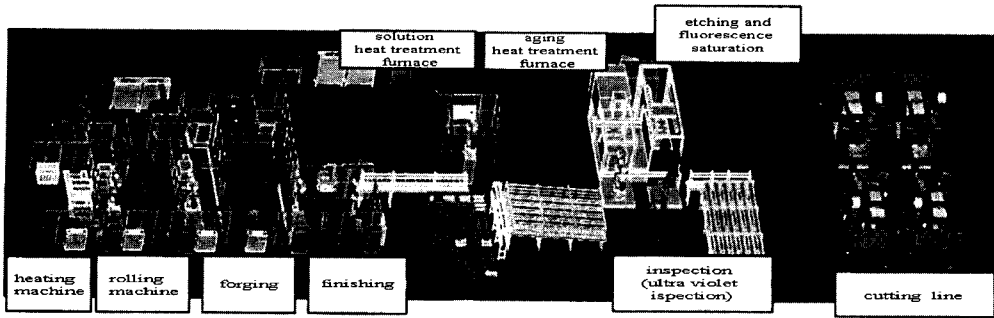 solution
heat treatment
furnace
aging
heat treatment
furnace
etching and
fluorescence
saturation
heating
machine
rolling
machine
forging
finishing
inspection
(ultra violet
ispection)
cutting line